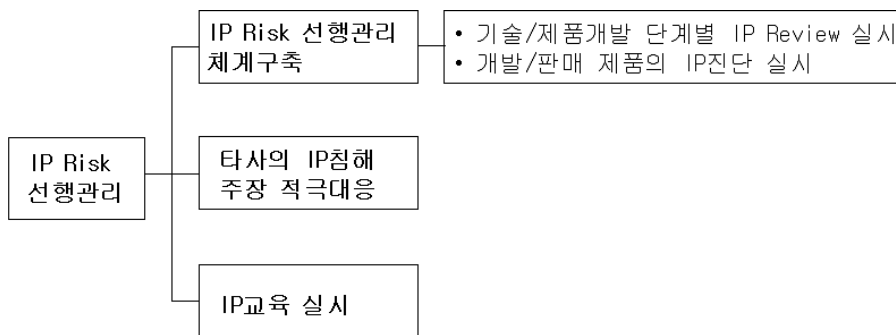 IP Risk
선행관리
IP Risk 선행관리
체계구축
• 기술/제품개발 단계별 IP Review 실시
• 개발/판매 제품의 IP진단 실시
타사의 IP침해
주장 적극대응
IP교육 실시